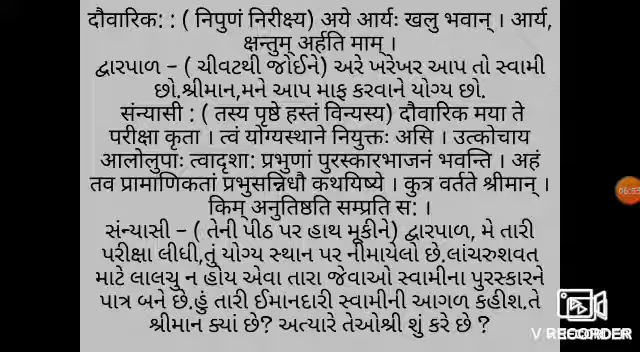 दौवारिक: : ( निपुणं निरीक्ष्य) अये आर्यः खलु भवान् । आर्य,
क्षन्तुम् अर्हति माम् ।
દ્વારપાળ – ( ચીવટથી જોઈને) અરે ખરેખર આપ તો સ્વામી
છો.શ્રીમાન,મને આપ માફ કરવાને યોગ્ય છો.
संन्यासी : ( तस्य पृष्ठे हस्तं विन्यस्य) दौवारिक मया ते
परीक्षा कृता । त्वं योग्यस्थाने नियुक्तः असि । उत्कोचाय
आलोलुपाः त्वादृशा: प्रभुणां पुरस्कारभाजनं भवन्ति । अहं
तव प्रामाणिकतां प्रभुसन्निधौ कथयिष्ये । कुत्र वर्तते श्रीमान् ।
किम् अनुतिष्ठति सम्प्रति स: ।
સંન્યાસી – ( તેની પીઠ પર હાથ મૂકીને) દ્વારપાળ, મે તારી
પરીક્ષા લીધી,તું યોગ્ય સ્થાન પર નીમાયેલો છે.લાંચરુશવત
માટે લાલચુ ન હોય એવા તારા જેવાઓ સ્વામીના પુરસ્કારને
પાત્ર બને છે.હું તારી ઈમાનદારી સ્વામીની આગળ કહીશ.તે
શ્રીમાન ક્યાં છે? અત્યારે તેઓશ્રી શું કરે છે ?
V RECORDER